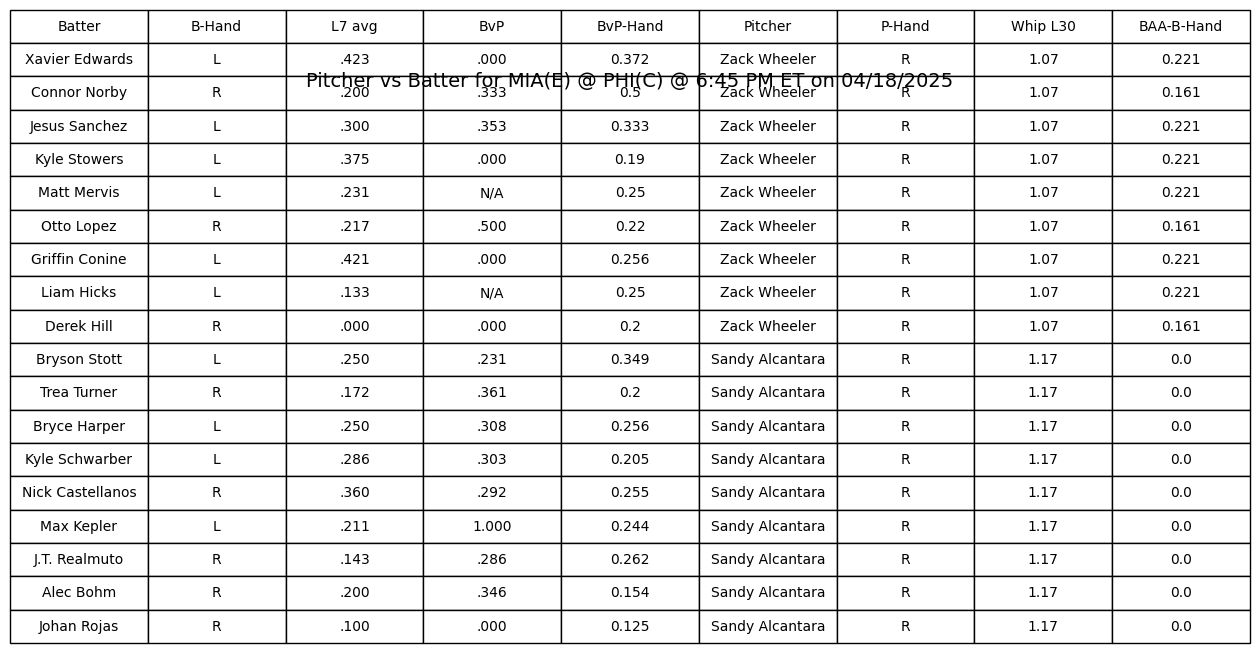 Batter B-Hand L7 avg BvP BvP-Hand Pitcher P-Hand Whip L30 BAA-B-Hand
Xavier Edwards L .423 .000 0.372 Zack Wheeler R 1.07 0.221
Pitcher vs Batter for MIA(E) @ PHI(C) @ 6:45 PM ET on 04/18/2025
Connor Norby R .200 .333 0.5 Zack Wheeler R 1.07 0.161
Jesus Sanchez L .300 .353 0.333 Zack Wheeler R 1.07 0.221
Kyle Stowers L .375 .000 0.19 Zack Wheeler R 1.07 0.221
Matt Mervis L .231 N/A 0.25 Zack Wheeler R 1.07 0.221
Otto Lopez R .217 .500 0.22 Zack Wheeler R 1.07 0.161
Griffin Conine L .421 .000 0.256 Zack Wheeler R 1.07 0.221
Liam Hicks L .133 N/A 0.25 Zack Wheeler R 1.07 0.221
Derek Hill R .000 .000 0.2 Zack Wheeler R 1.07 0.161
Bryson Stott L .250 .231 0.349 Sandy Alcantara R 1.17 0.0
Trea Turner R .172 .361 0.2 Sandy Alcantara R 1.17 0.0
Bryce Harper L .250 .308 0.256 Sandy Alcantara R 1.17 0.0
Kyle Schwarber L .286 .303 0.205 Sandy Alcantara R 1.17 0.0
Nick Castellanos R .360 .292 0.255 Sandy Alcantara R 1.17 0.0
Max Kepler L .211 1.000 0.244 Sandy Alcantara R 1.17 0.0
J.T. Realmuto R .143 .286 0.262 Sandy Alcantara R 1.17 0.0
Alec Bohm R .200 .346 0.154 Sandy Alcantara R 1.17 0.0
Johan Rojas R .100 .000 0.125 Sandy Alcantara R 1.17 0.0